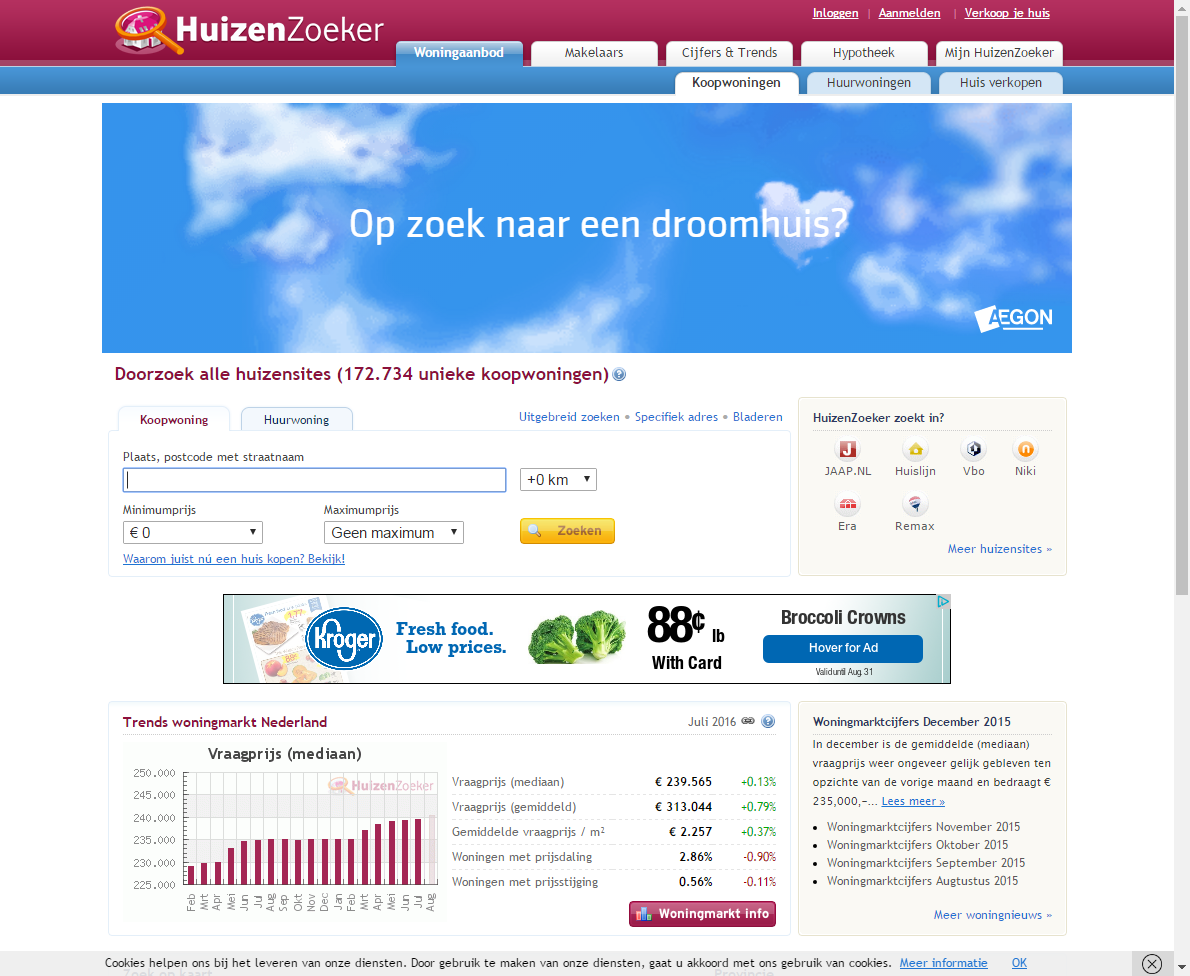 HuizenZoeker
Inloggen | Aanmelden | Verkoop je huis
Woningaanbod Makelaars Cijfers & Trends Hypotheek Mijn HuizenZoeker
Koopwoningen Huurwoningen Huis verkopen
Op zoek naar een droomhuis?
AEGON
Doorzoek alle huizensites (172.734 unieke koopwoningen)
Koopwoning Huurwoning
Uitgebreid zoeken • Specifiek adres • Bladeren
Plaats, postcode met straatnaam
+0 km
Minimumprijs Maximumprijs
€ 0 Geen maximum Zoeken
Waarom juist nú een huis kopen? Bekijk!
HuizenZoeker zoekt in?
JAAP.NL Huislijn Vbo Niki
Era Remax
Meer huizensites »
Kroger
Fresh food.
Low prices.
88¢ lb
With Card
Broccoli Crowns
Hover for Ad
Valid until Aug. 31
Trends woningmarkt Nederland Juli 2016
Vraagprijs (mediaan)
HuizenZoeker
250.000
245.000
240.000
235.000
230.000
225.000
Feb Mrt Apr Mei Jun Jul Aug Sep Okt Nov Dec Jan Feb Mrt Apr Mei Jun Jul Aug
Vraagprijs (mediaan) € 239.565 +0.13%
Vraagprijs (gemiddeld) € 313.044 +0.79%
Gemiddelde vraagprijs / m² € 2.257 +0.37%
Woningen met prijsdaling 2.86% -0.90%
Woningen met prijsstijging 0.56% -0.11%
Woningmarkt info
Woningmarktcijfers December 2015
In december is de gemiddelde (mediaan)
vraagprijs weer ongeveer gelijk gebleven ten
opzichte van de vorige maand en bedraagt €
235,000,-... Lees meer »
• Woningmarktcijfers November 2015
• Woningmarktcijfers Oktober 2015
• Woningmarktcijfers September 2015
• Woningmarktcijfers Augtustus 2015
Meer woningnieuws »
Cookies helpen ons bij het leveren van onze diensten. Door gebruik te maken van onze diensten, gaat u akkoord met ons gebruik van cookies. Meer informatie OK
Zoek op kaart Provincie